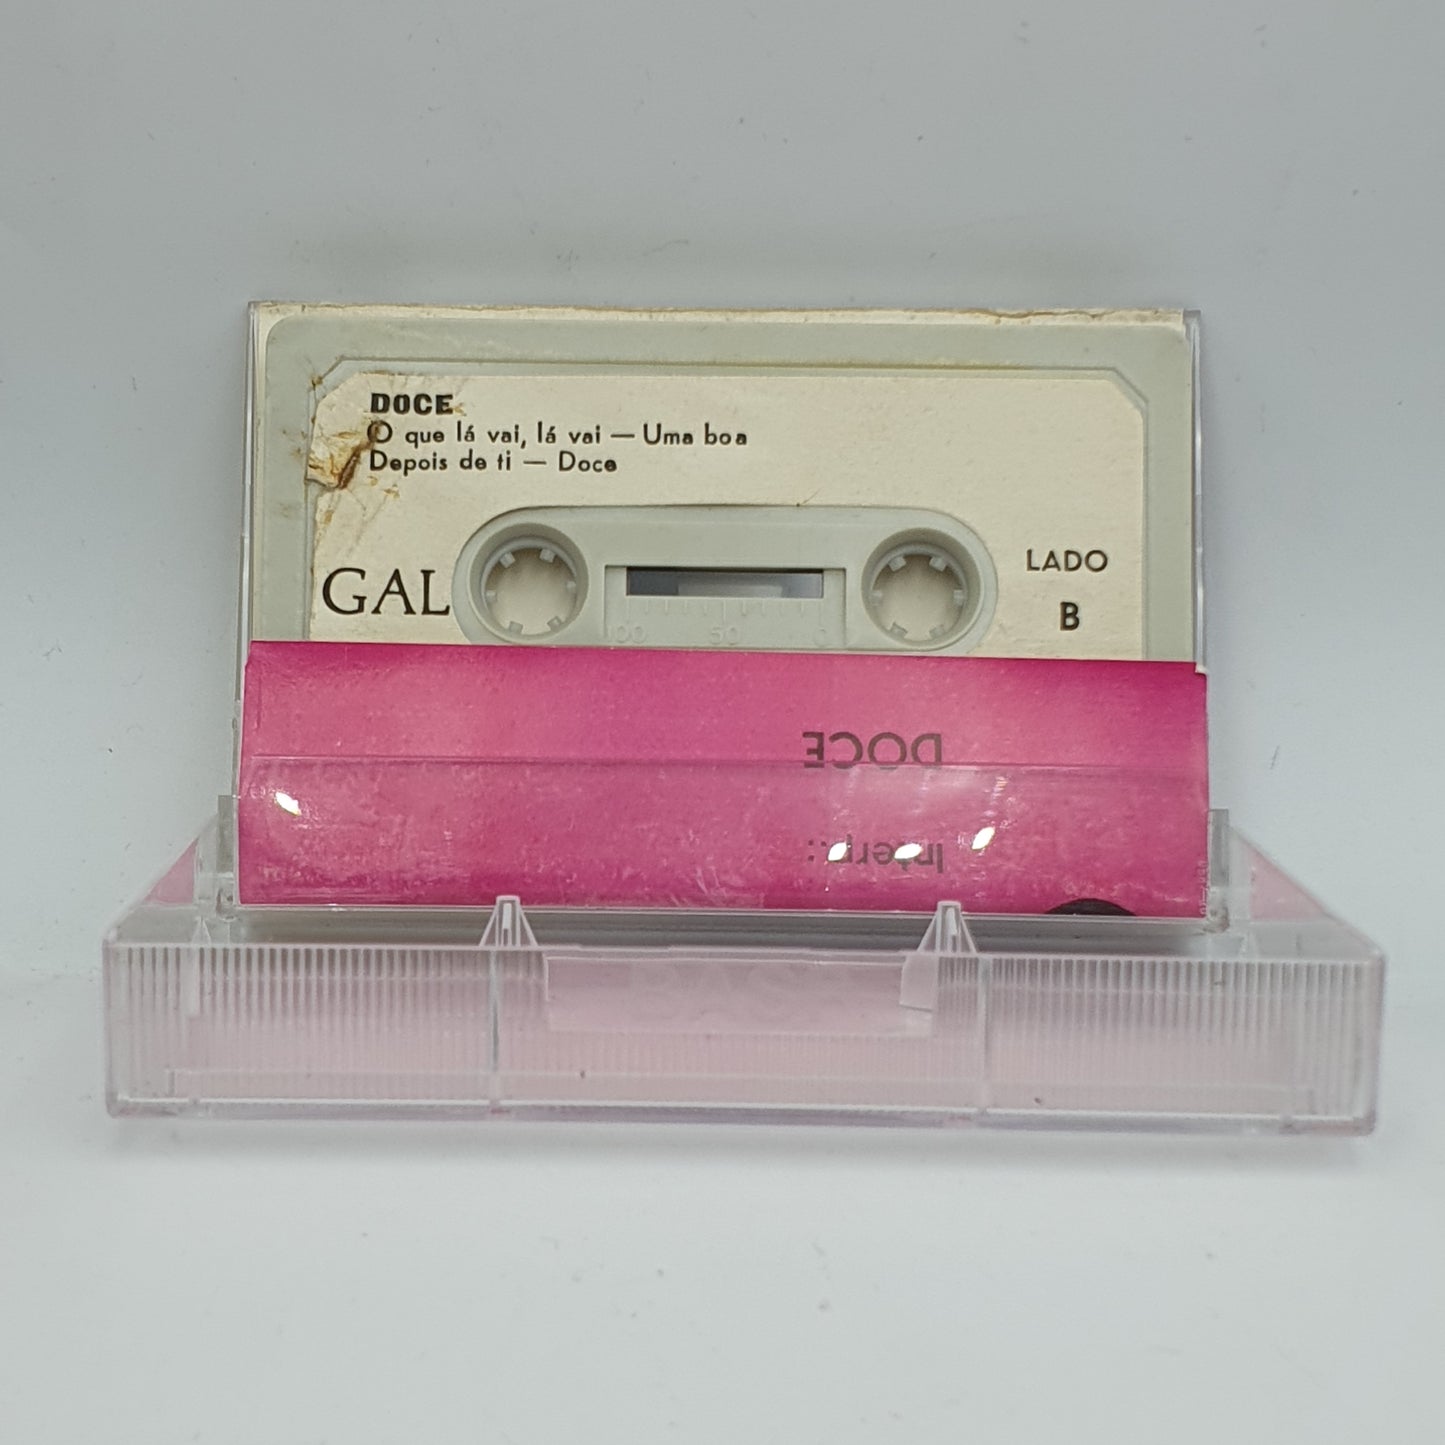 DOCE
O que lá vai, lá vai — Uma boa
Depois de ti — Doce
GAL
LADO
B
100 50 0
DOCE
Interp.: